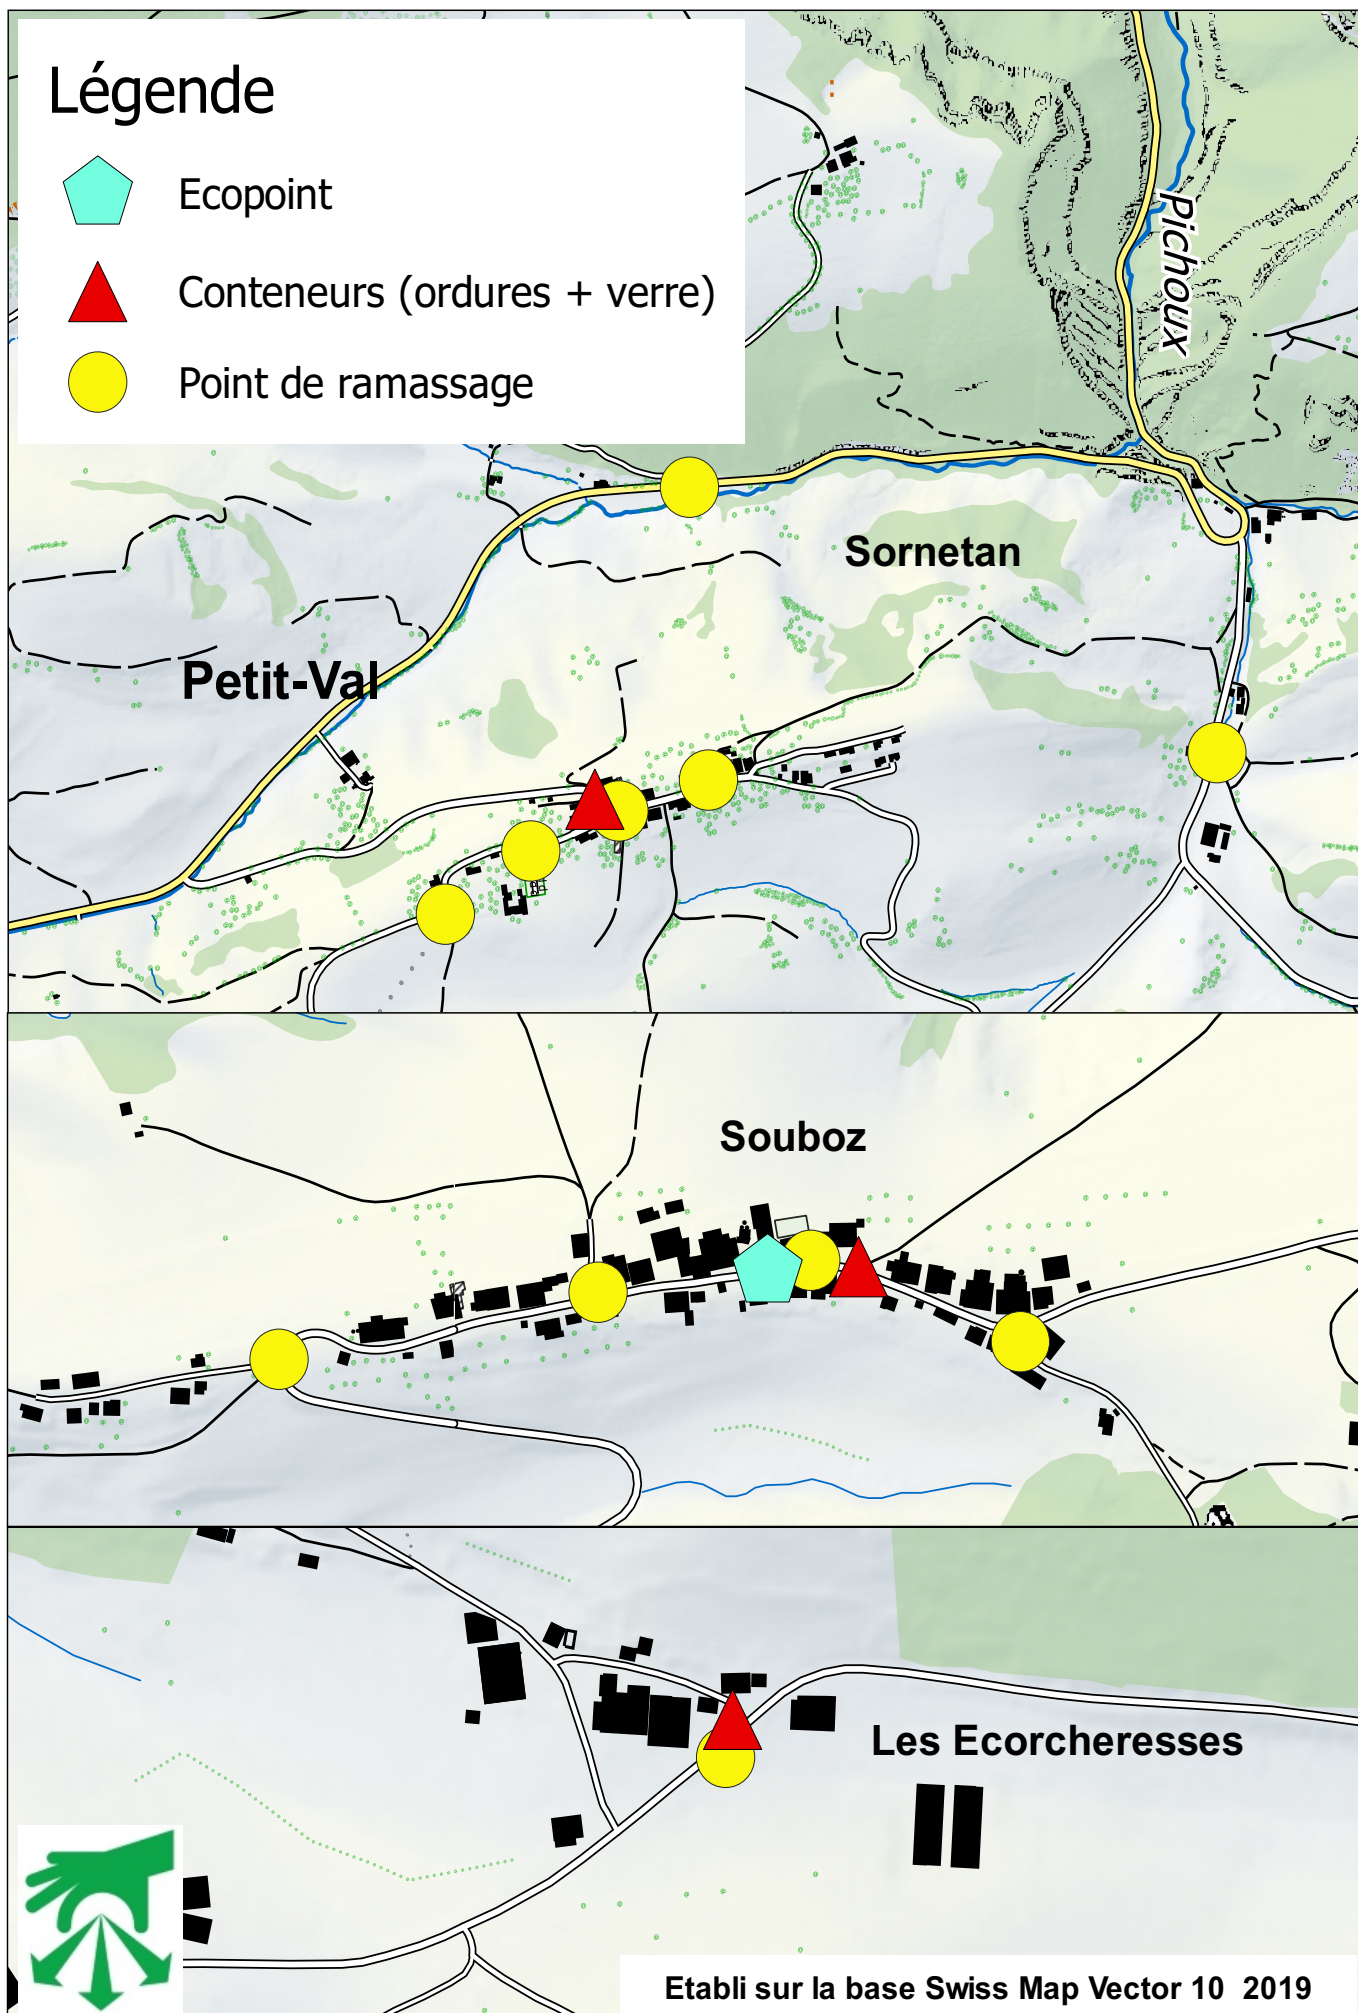 Légende
Ecopoint
Conteneurs (ordures + verre)
Point de ramassage
Pichoux
Sornetan
Petit-Val
Souboz
Les Ecorcheresses
Etabli sur la base Swiss Map Vector 10 2019